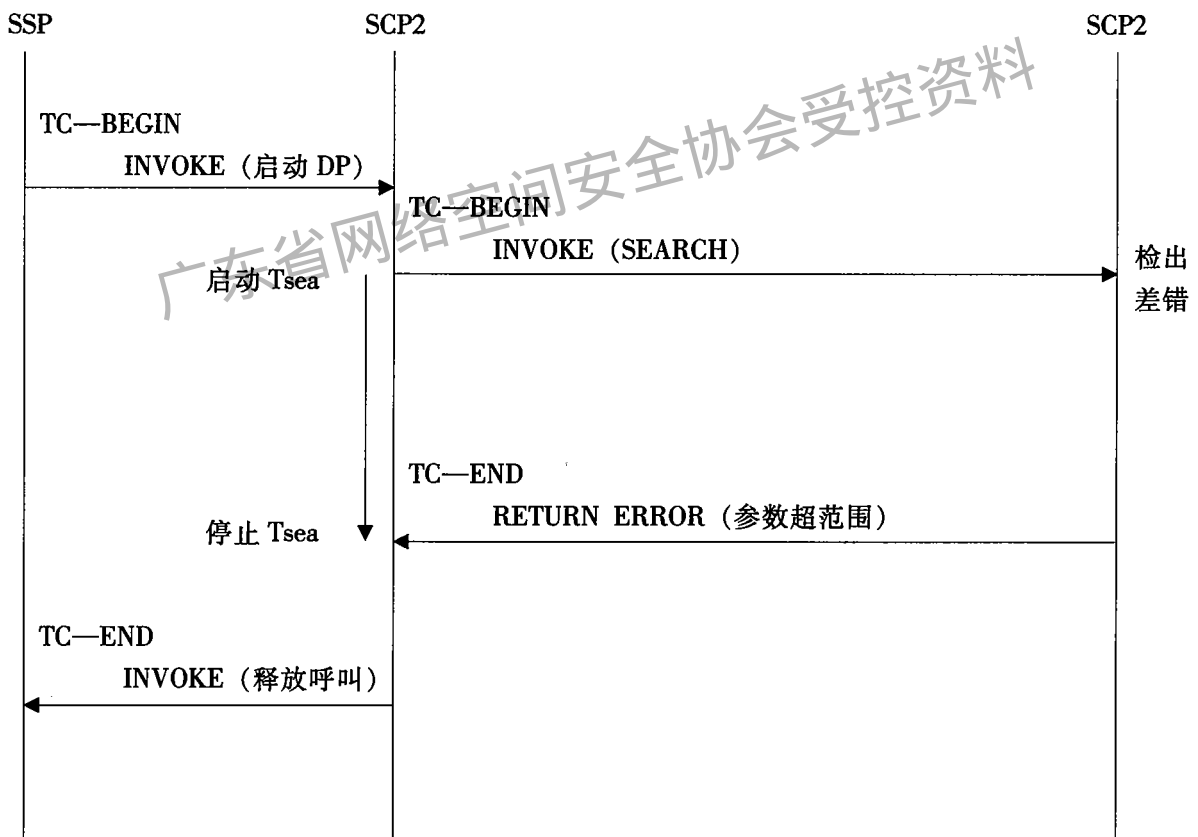 SSP SCP2 SCP2
TC—BEGIN
INVOKE（启动 DP）
TC—BEGIN
INVOKE（SEARCH）
检出
差错
启动 Tsea
TC—END
RETURN ERROR（参数超范围）
停止 Tsea
TC—END
INVOKE（释放呼叫）
广东省网络空间安全协会受控资料